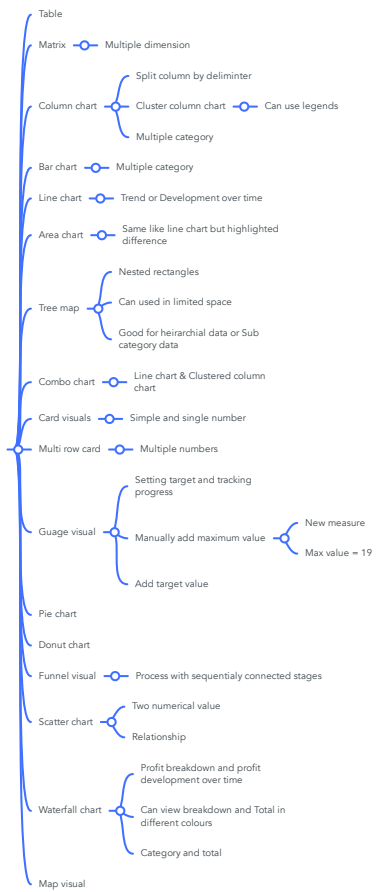 Table
Matrix
Multiple dimension
Split column by deliminter
Column chart
Cluster column chart
Can use legends
Multiple category
Bar chart
Multiple category
Line chart
Trend or Development over time
Area chart
Same like line chart but highlighted
difference
Nested rectangles
Tree map
Can used in limited space
Good for heirarchial data or Sub
category data
Combo chart
Line chart & Clustered column
chart
Card visuals
Simple and single number
Multi row card
Multiple numbers
Setting target and tracking
progress
Guage visual
Manually add maximum value
New measure
Max value = 19
Add target value
Pie chart
Donut chart
Funnel visual
Process with sequentialy connected stages
Two numerical value
Scatter chart
Relationship
Profit breakdown and profit
development over time
Waterfall chart
Can view breakdown and Total in
different colours
Category and total
Map visual